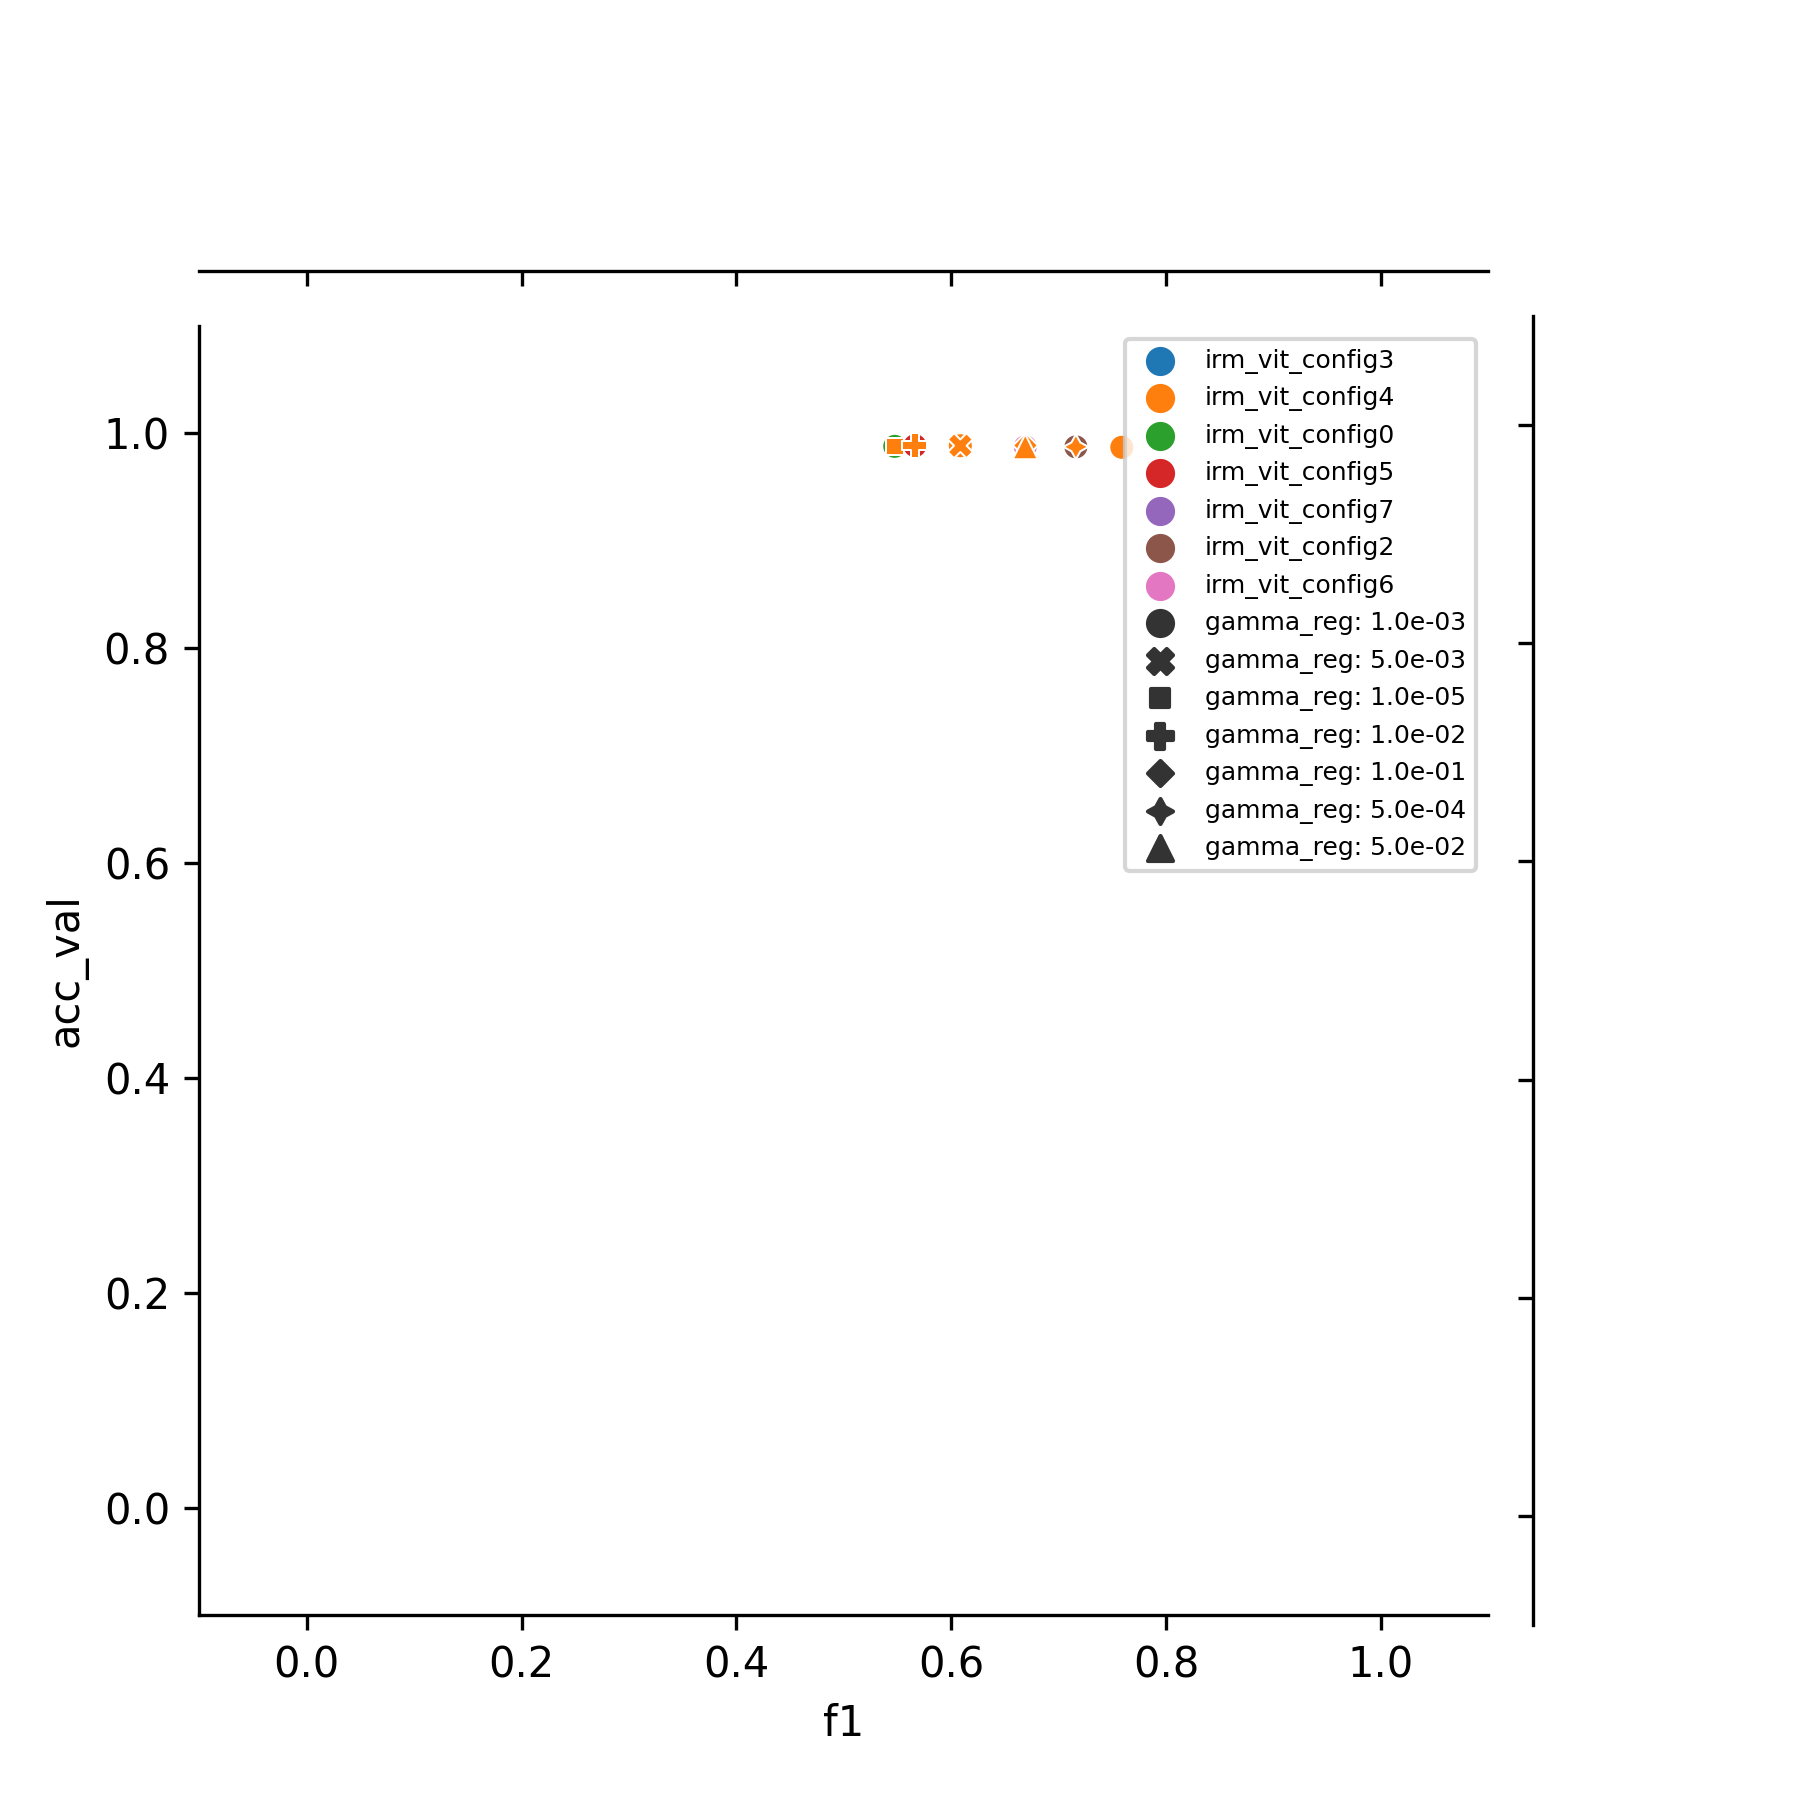 irm_vit_config3
irm_vit_config4
irm_vit_config0
irm_vit_config5
irm_vit_config7
irm_vit_config2
irm_vit_config6
gamma_reg: 1.0e-03
gamma_reg: 5.0e-03
gamma_reg: 1.0e-05
gamma_reg: 1.0e-02
gamma_reg: 1.0e-01
gamma_reg: 5.0e-04
gamma_reg: 5.0e-02
1.0
0.8
0.6
0.4
0.2
0.0
acc_val
0.0 0.2 0.4 0.6 0.8 1.0
f1